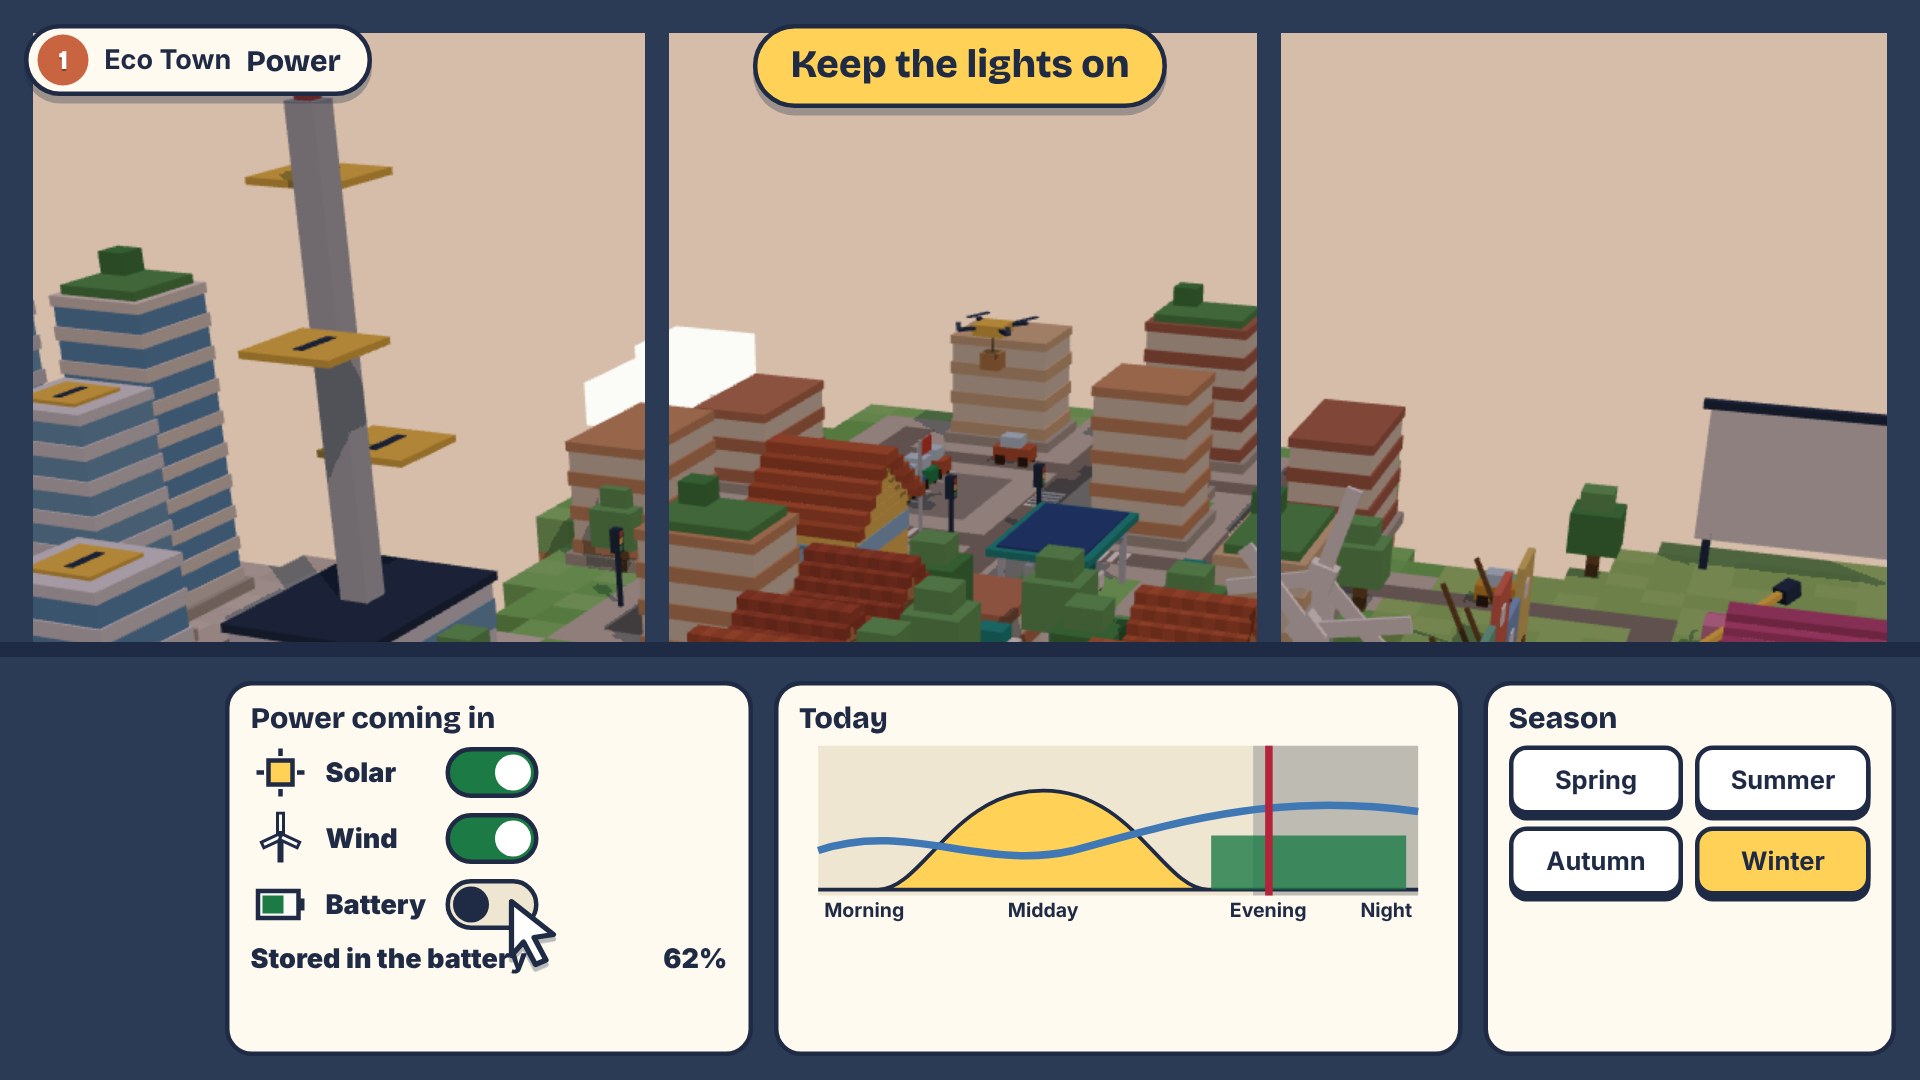 1 Eco Town Power
Keep the lights on
Power coming in
Solar
Wind
Battery
Stored in the battery 62%
Today
Morning Midday Evening Night
Season
Spring Summer
Autumn Winter